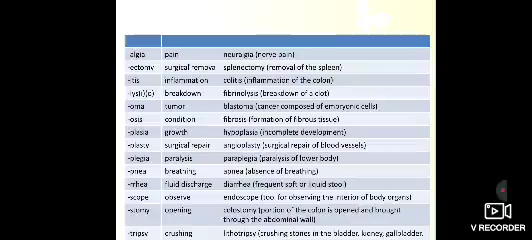 -algia pain neuralgia (nerve pain)
-ectomy surgical remova splenectomy (removal of the spleen)
-itis inflammation colitis (inflammation of the colon)
-lys(i)(o) breakdown fibrinolysis (breakdown of a clot)
-oma tumor blastoma (cancer composed of embryonic cells)
-osis condition fibrosis (formation of fibrous tissue)
-plasia growth hypoplasia (incomplete development)
-plasty surgical repair angioplasty (surgical repair of blood vessels)
-plegia paralysis paraplegia (paralysis of lower body)
-pnea breathing apnea (absence of breathing)
-rrhea fluid discharge diarrhea (frequent soft or liquid stool)
-scope observe endoscope (tool for observing the interior of body organs)
-stomy opening colostomy (portion of the colon is opened and brought
through the abdominal wall)
-tripsy crushing lithotripsy (crushing stones in the bladder, kidney, gallbladder,
V RECORDER